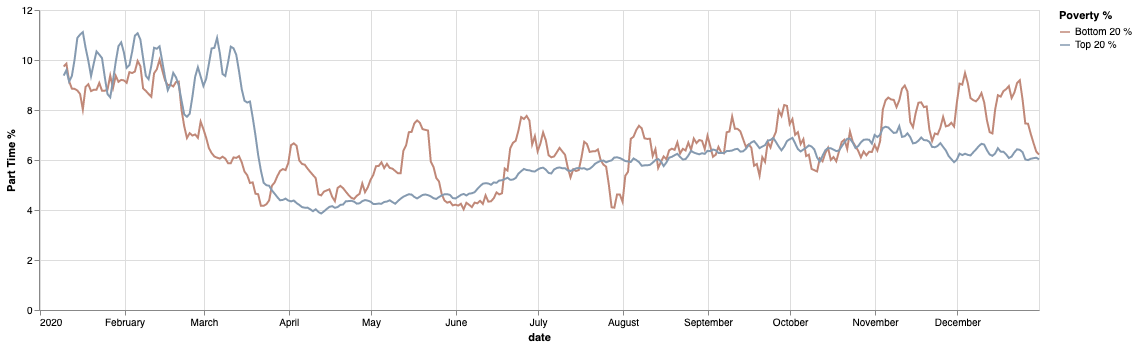 Poverty %
Bottom 20 %
Top 20 %
12
10
8
6
4
2
0
Part Time %
2020 February March April May June July August September October November December
date